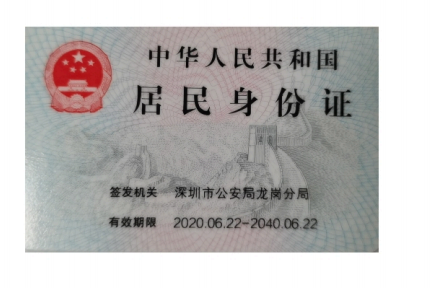 中华人民共和国
居民身份证
签发机关 深圳市公安局龙岗分局
有效期限 2020.06.22-2040.06.22